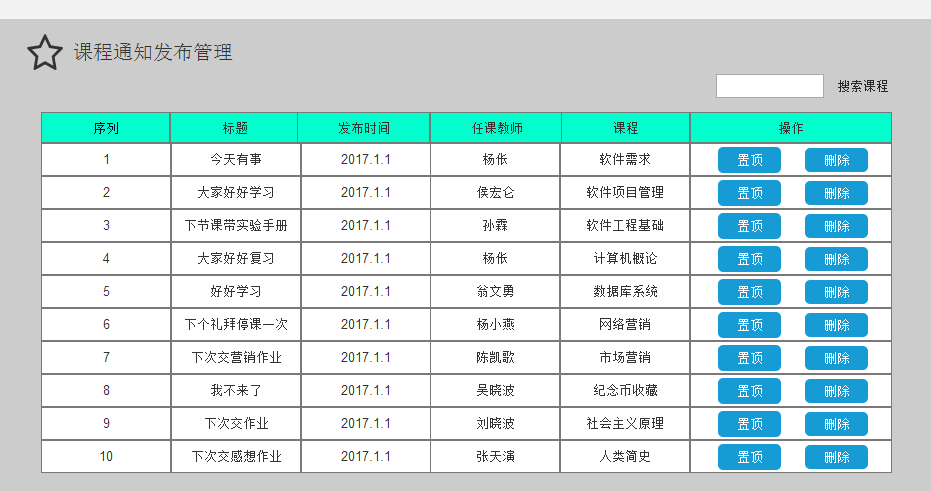 课程通知发布管理
搜索课程
序列 标题 发布时间 任课教师 课程 操作
1 今天有事 2017.1.1 杨伥 软件需求 置顶 删除
2 大家好好学习 2017.1.1 侯宏仑 软件项目管理 置顶 删除
3 下节课带实验手册 2017.1.1 孙霖 软件工程基础 置顶 删除
4 大家好好复习 2017.1.1 杨伥 计算机概论 置顶 删除
5 好好学习 2017.1.1 翁文勇 数据库系统 置顶 删除
6 下个礼拜停课一次 2017.1.1 杨小燕 网络营销 置顶 删除
7 下次交营销作业 2017.1.1 陈凯歌 市场营销 置顶 删除
8 我不来了 2017.1.1 吴晓波 纪念币收藏 置顶 删除
9 下次交作业 2017.1.1 刘晓波 社会主义原理 置顶 删除
10 下次交感想作业 2017.1.1 张天演 人类简史 置顶 删除